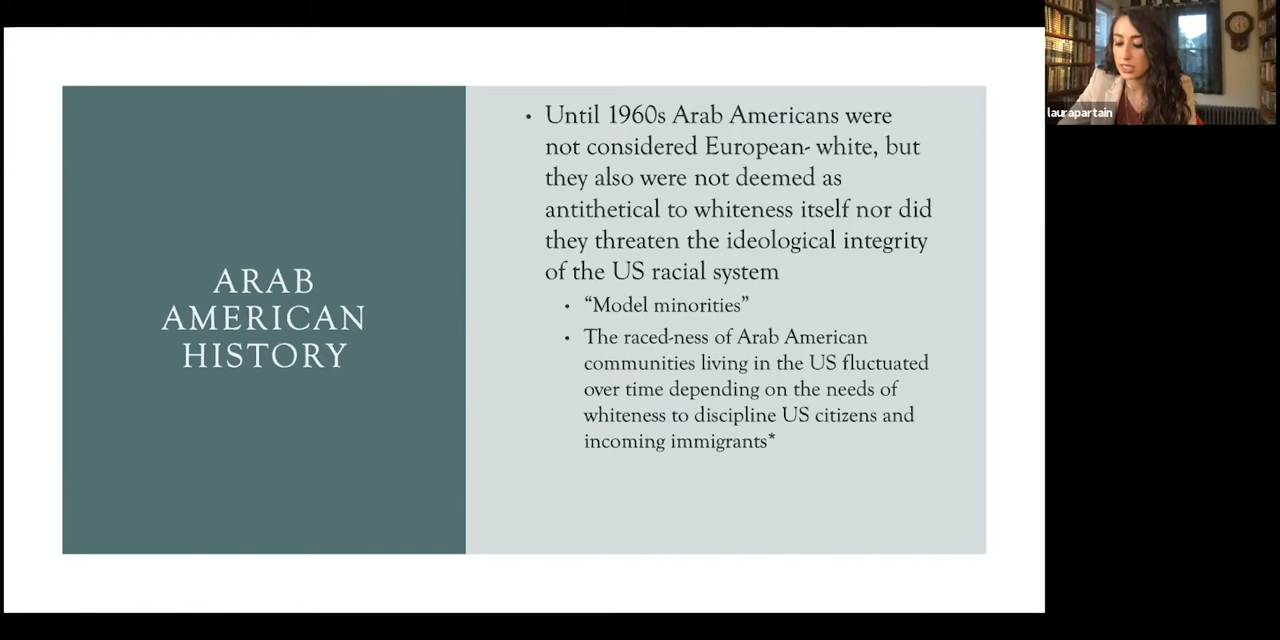 ARAB
AMERICAN
HISTORY
• Until 1960s Arab Americans were
not considered European- white, but
they also were not deemed as
antithetical to whiteness itself nor did
they threaten the ideological integrity
of the US racial system
• “Model minorities”
• The raced-ness of Arab American
communities living in the US fluctuated
over time depending on the needs of
whiteness to discipline US citizens and
incoming immigrants*
laurapartain